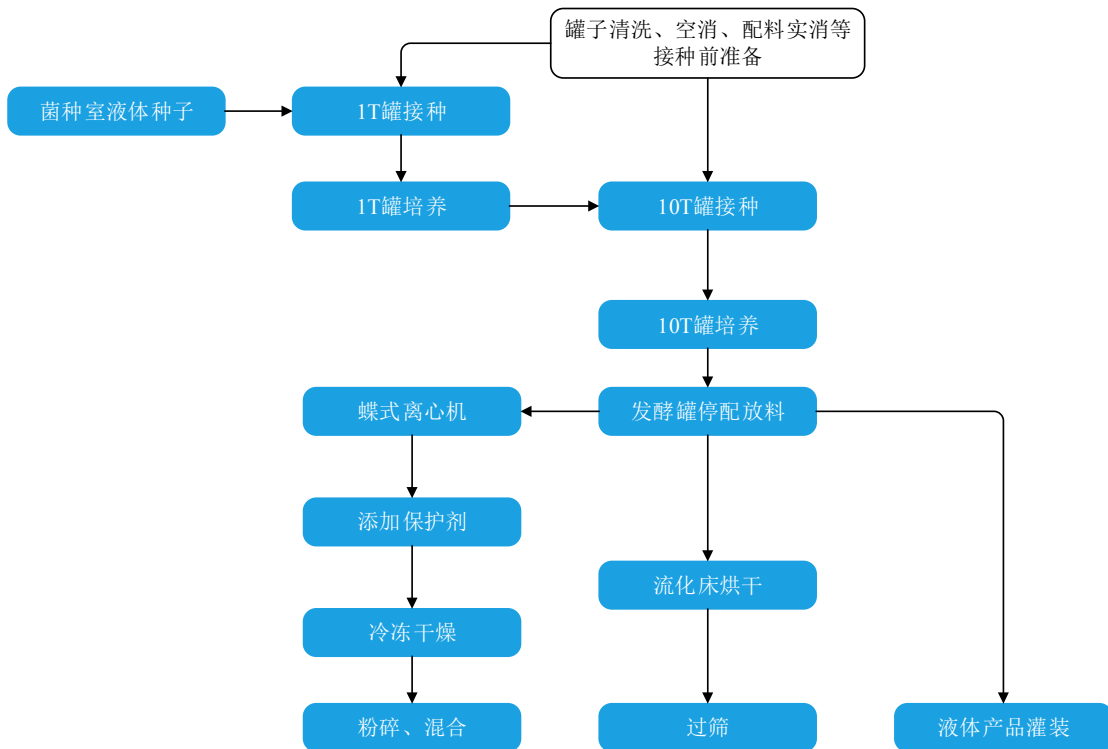 罐子清洗、空消、配料实消等
接种前准备
菌种室液体种子
1T罐接种
1T罐培养
10T罐接种
10T罐培养
蝶式离心机
发酵罐停配放料
添加保护剂
流化床烘干
冷冻干燥
粉碎、混合
过筛
液体产品灌装